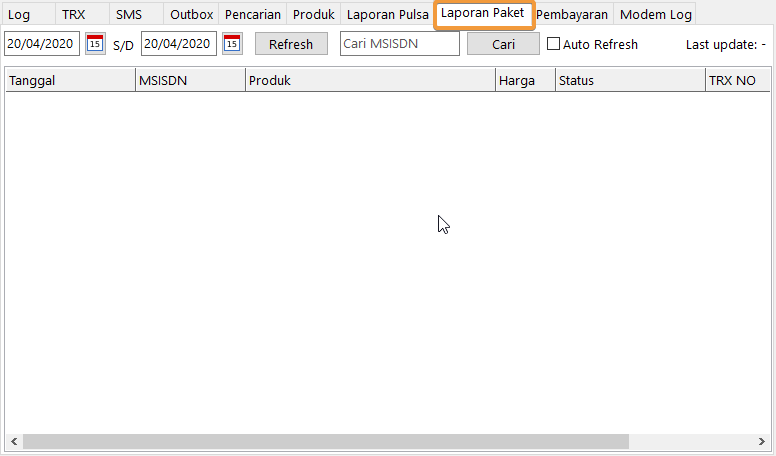 Log TRX SMS Outbox Pencarian Produk Laporan Pulsa Laporan Paket Pembayaran Modem Log
20/04/2020 15 S/D 20/04/2020 15 Refresh Cari MSISDN Cari Auto Refresh Last update: -
Tanggal MSISDN Produk Harga Status TRX NO